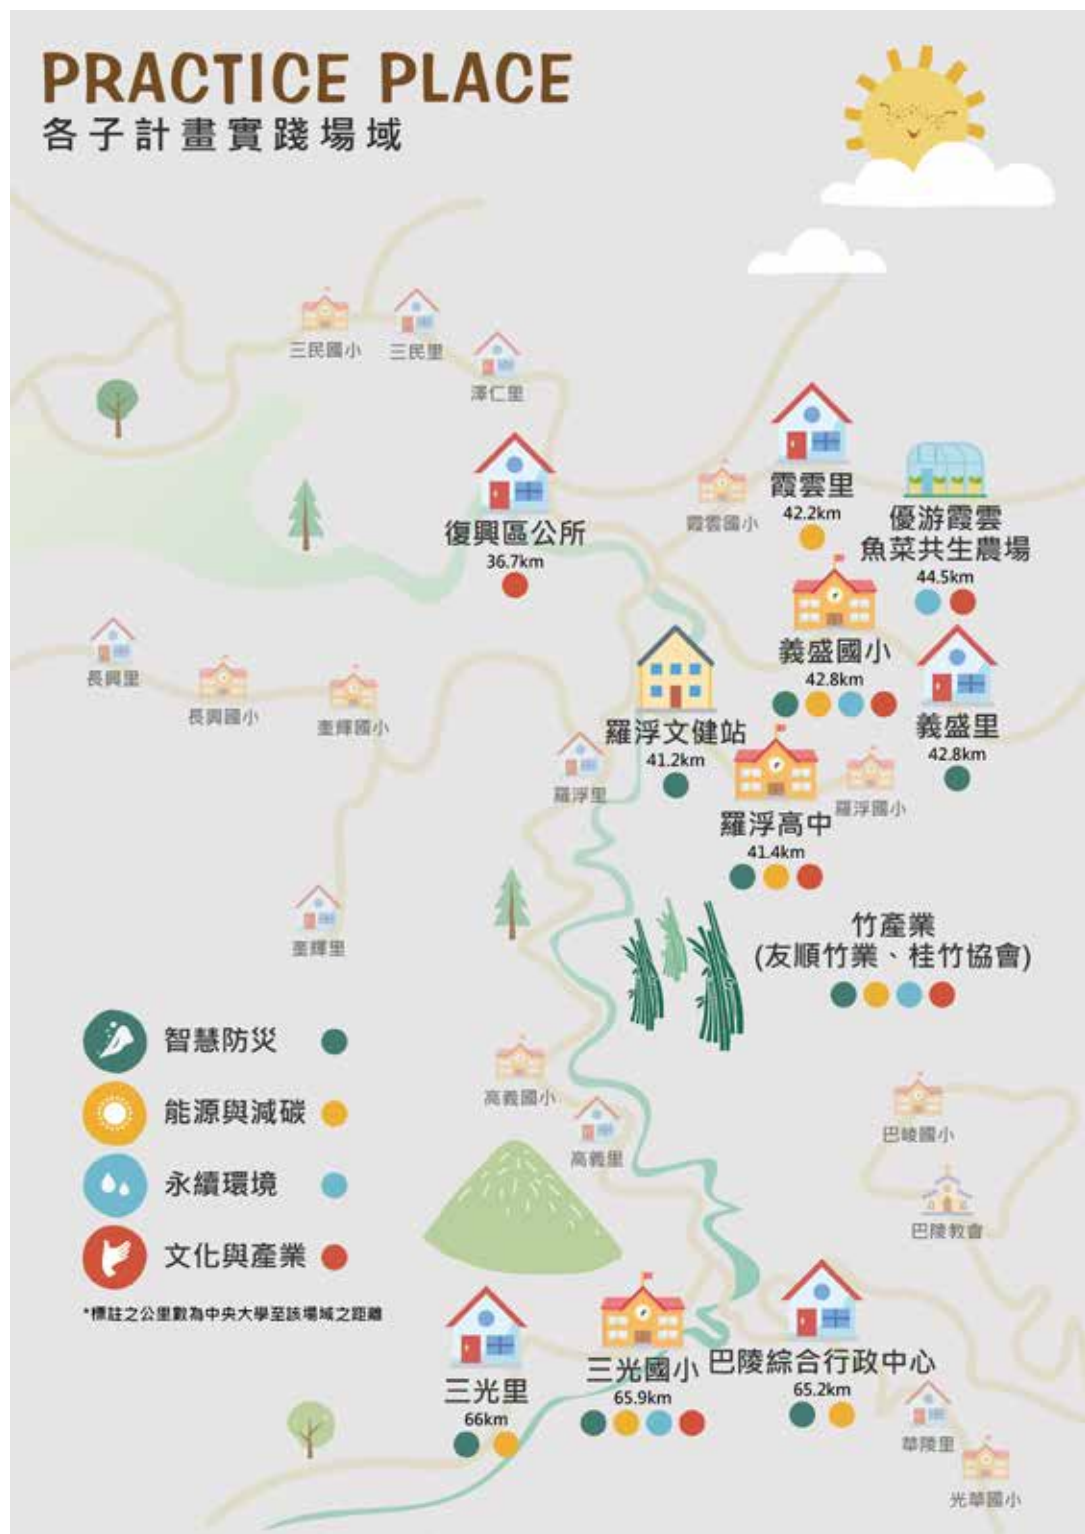 PRACTICE PLACE
各子計畫實踐場域
三民國小
三民里
澤仁里
霞雲里
42.2km
霞雲國小
優游霞雲
魚菜共生農場
44.5km
復興區公所
36.7km
義盛國小
42.8km
義盛里
42.8km
長興里
長興國小
奎輝國小
羅浮文健站
41.2km
羅浮里
羅浮高中
41.4km
羅浮國小
奎輝里
竹產業
(友順竹業、桂竹協會)
智慧防災
能源與減碳
永續環境
文化與產業
*標註之公里數為中央大學至該場域之距離
高義國小
高義里
巴崚國小
巴陵教會
三光里
66km
三光國小
65.9km
巴陵綜合行政中心
65.2km
華陵里
光華國小